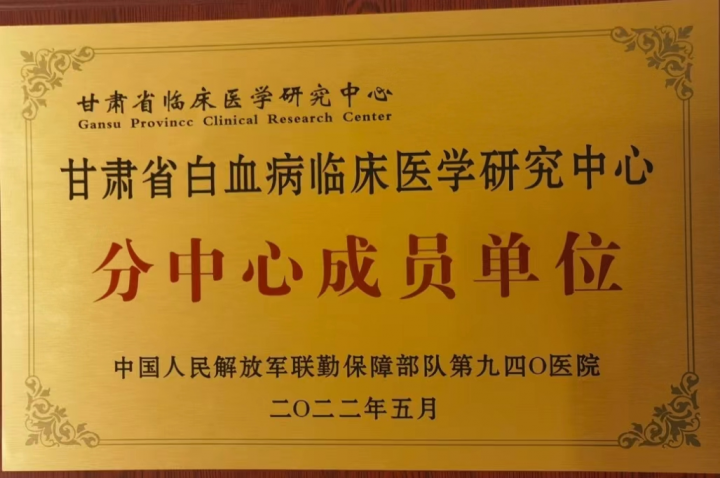 甘肃省临床医学研究中心
Gansu Provincc Clinical Research Center
甘肃省白血病临床医学研究中心
分中心成员单位
中国人民解放军联勤保障部队第九四〇医院
二〇二二年五月